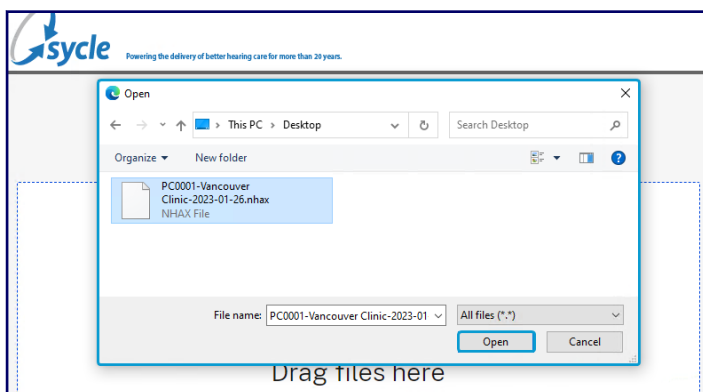 sycle
Powering the delivery of better hearing care for more than 20 years.
Open
This PC > Desktop
Search Desktop
Organize
New folder
PC0001-Vancouver
Clinic-2023-01-26.nhax
NHAX File
File name:
PC0001-Vancouver Clinic-2023-01
All files (*.*)
Open
Cancel
Drag files here